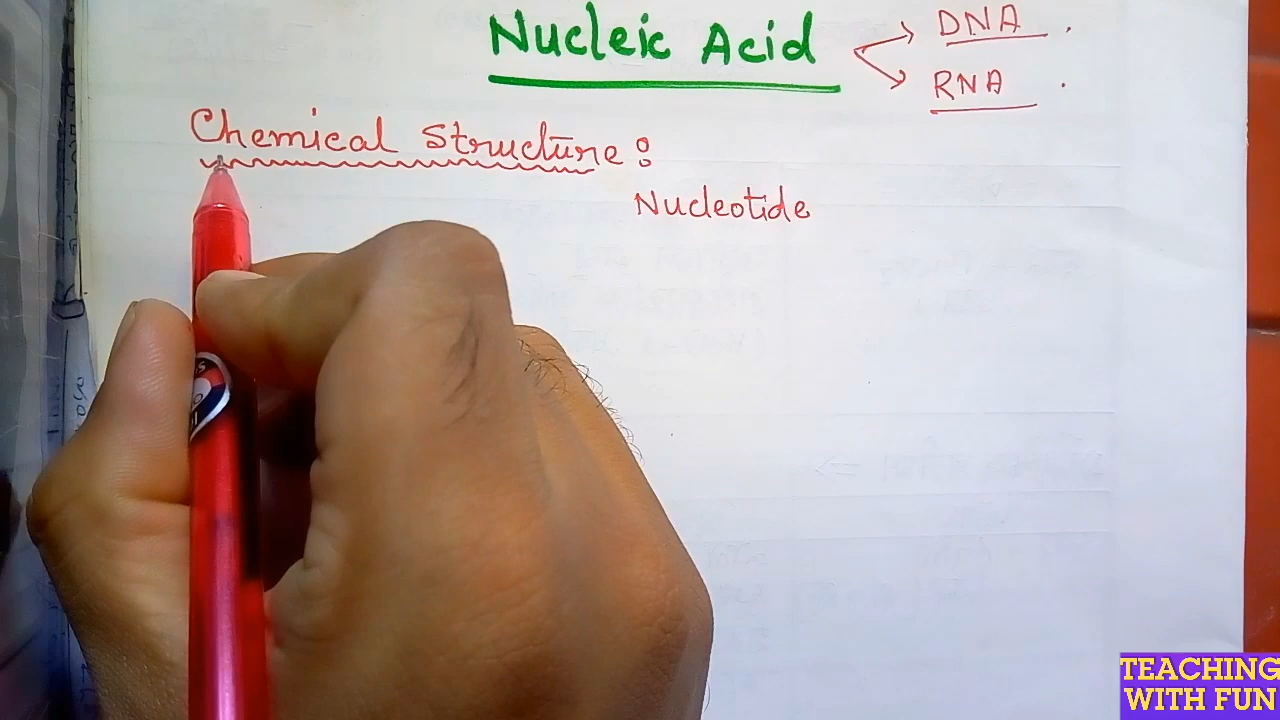 Nucleic Acid
DNA .
RNA .
Chemical Structure :
Nucleotide
TEACHING
WITH FUN